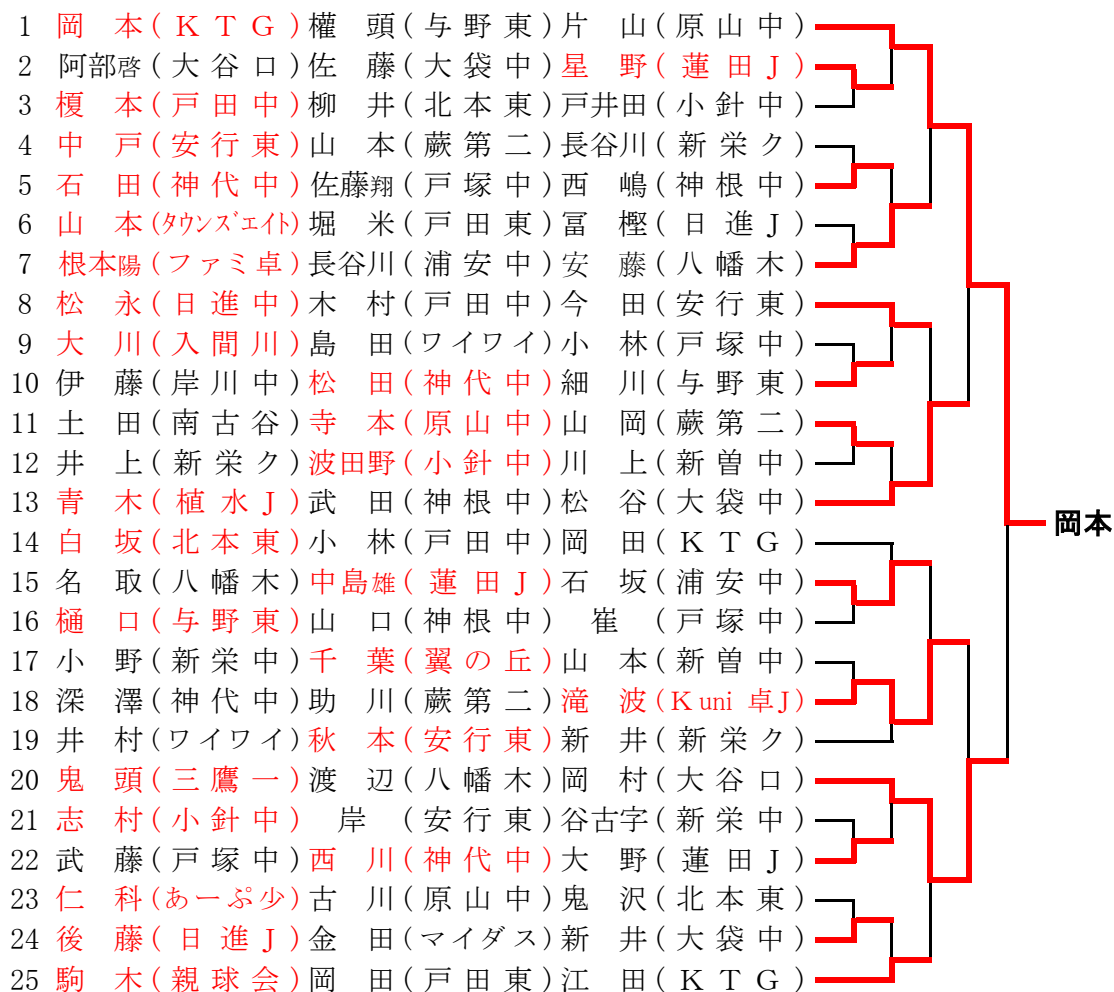 1 岡 本(ＫＴＧ) 權 頭(与野東) 片 山(原山中)
2 阿部啓(大谷口) 佐 藤(大袋中) 星 野(蓮田Ｊ)
3 榎 本(戸田中) 柳 井(北本東) 戸井田(小針中)
4 中 戸(安行東) 山 本(蕨第二) 長谷川(新栄ク)
5 石 田(神代中) 佐藤翔(戸塚中) 西 嶋(神根中)
6 山 本(タウンズエイト) 堀 米(戸田東) 冨 樫(日進Ｊ)
7 根本陽(ファミ卓) 長谷川(浦安中) 安 藤(八幡木)
8 松 永(日進中) 木 村(戸田中) 今 田(安行東)
9 大 川(入間川) 島 田(ワイワイ) 小 林(戸塚中)
10 伊 藤(岸川中) 松 田(神代中) 細 川(与野東)
11 土 田(南古谷) 寺 本(原山中) 山 岡(蕨第二)
12 井 上(新栄ク) 波田野(小針中) 川 上(新曽中)
13 青 木(植水Ｊ) 武 田(神根中) 松 谷(大袋中)
岡本
14 白 坂(北本東) 小 林(戸田中) 岡 田(ＫＴＧ)
15 名 取(八幡木) 中島雄(蓮田Ｊ) 石 坂(浦安中)
16 樋 口(与野東) 山 口(神根中) 崔 (戸塚中)
17 小 野(新栄中) 千 葉(翼の丘) 山 本(新曽中)
18 深 澤(神代中) 助 川(蕨第二) 滝 波(Ｋuni 卓J)
19 井 村(ワイワイ) 秋 本(安行東) 新 井(新栄ク)
20 鬼 頭(三鷹一) 渡 辺(八幡木) 岡 村(大谷口)
21 志 村(小針中) 岸 (安行東) 谷古字(新栄中)
22 武 藤(戸塚中) 西 川(神代中) 大 野(蓮田Ｊ)
23 仁 科(あーぷ少) 古 川(原山中) 鬼 沢(北本東)
24 後 藤(日進Ｊ) 金 田(マイダス) 新 井(大袋中)
25 駒 木(親球会) 岡 田(戸田東) 江 田(ＫＴＧ)